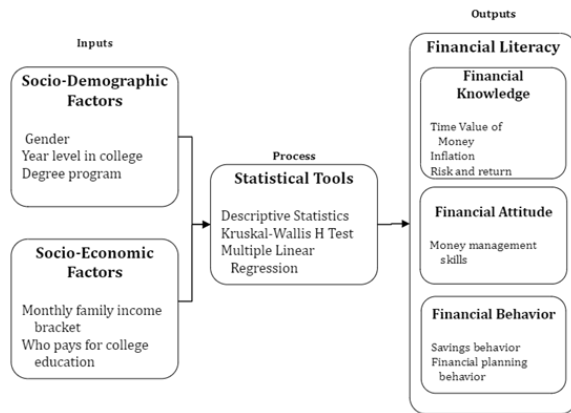 Inputs
Socio-Demographic
Factors
Gender
Year level in college
Degree program
Socio-Economic
Factors
Monthly family income
bracket
Who pays for college
education
Process
Statistical Tools
Descriptive Statistics
Kruskal-Wallis H Test
Multiple Linear
Regression
Outputs
Financial Literacy
Financial
Knowledge
Time Value of
Money
Inflation
Risk and return
Financial Attitude
Money management
skills
Financial Behavior
Savings behavior
Financial planning
behavior